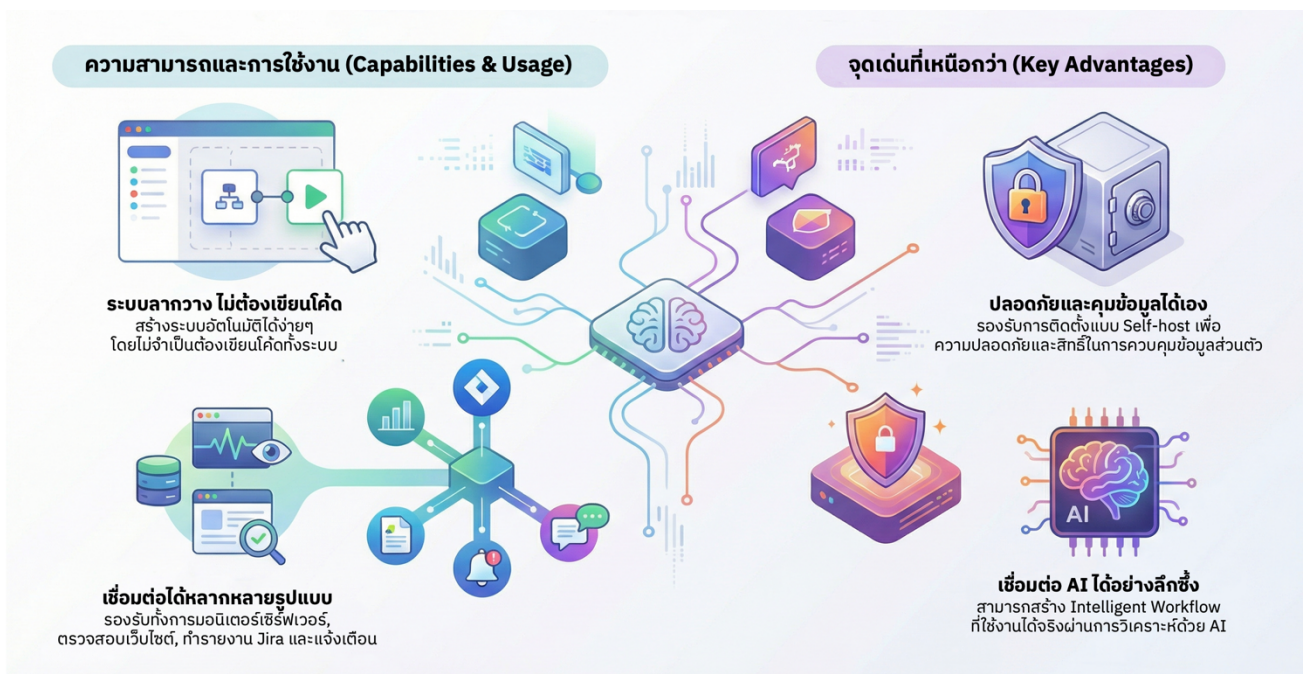 ความสามารถและการใช้งาน (Capabilities & Usage)
ระบบลากวาง ไม่ต้องเขียนโค้ด
สร้างระบบอัตโนมัติได้ง่ายๆ
โดยไม่จำเป็นต้องเขียนโค้ดทั้งระบบ
เชื่อมต่อได้หลากหลายรูปแบบ
รองรับทั้งการมอนิเตอร์เซิร์ฟเวอร์,
ตรวจสอบเว็บไซต์, ทำรายงาน Jira และแจ้งเตือน
จุดเด่นที่เหนือกว่า (Key Advantages)
ปลอดภัยและคุมข้อมูลได้เอง
รองรับการติดตั้งแบบ Self-host เพื่อ
ความปลอดภัยและสิทธิ์ในการควบคุมข้อมูลส่วนตัว
AI
เชื่อมต่อ AI ได้อย่างลึกซึ้ง
สามารถสร้าง Intelligent Workflow
ที่ใช้งานได้จริงผ่านการวิเคราะห์ด้วย AI